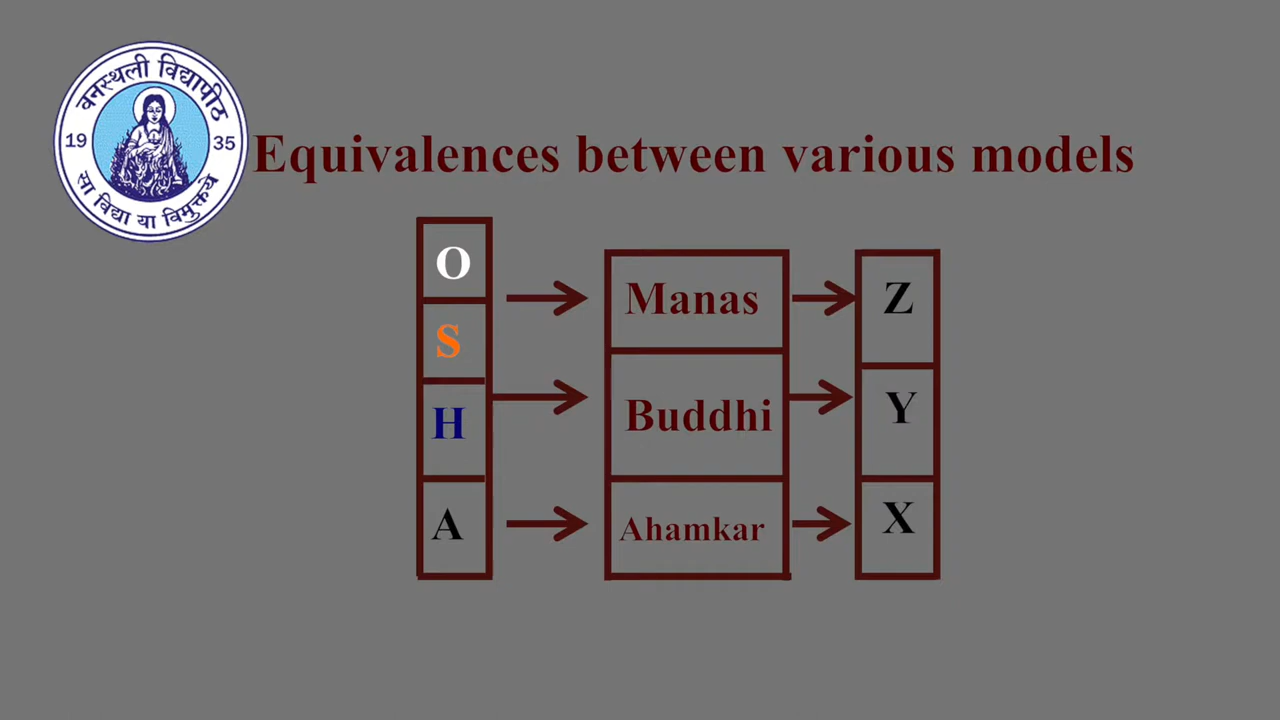 वनस्थली विद्यापीठ
19 35
सा विद्या या विमुक्तये
Equivalences between various models
O
S
H
A
Manas
Buddhi
Ahamkar
Z
Y
X